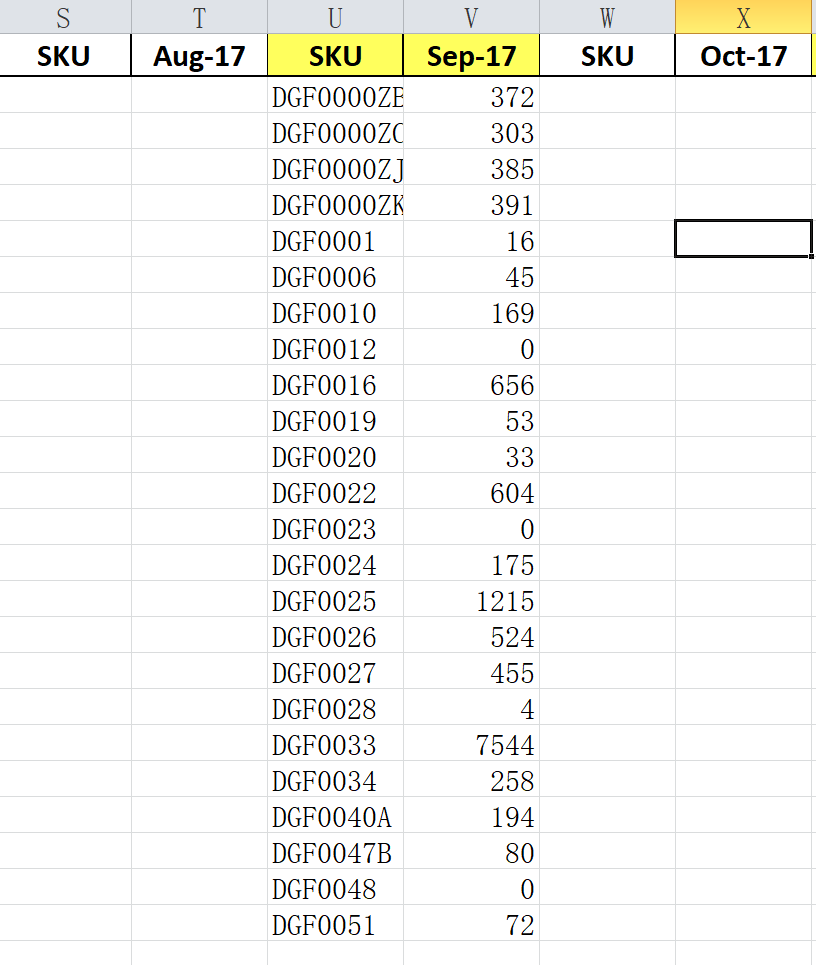 S T U V W X
SKU Aug-17 SKU Sep-17 SKU Oct-17
DGF0000ZB 372
DGF0000ZC 303
DGF0000ZJ 385
DGF0000ZK 391
DGF0001 16
DGF0006 45
DGF0010 169
DGF0012 0
DGF0016 656
DGF0019 53
DGF0020 33
DGF0022 604
DGF0023 0
DGF0024 175
DGF0025 1215
DGF0026 524
DGF0027 455
DGF0028 4
DGF0033 7544
DGF0034 258
DGF0040A 194
DGF0047B 80
DGF0048 0
DGF0051 72